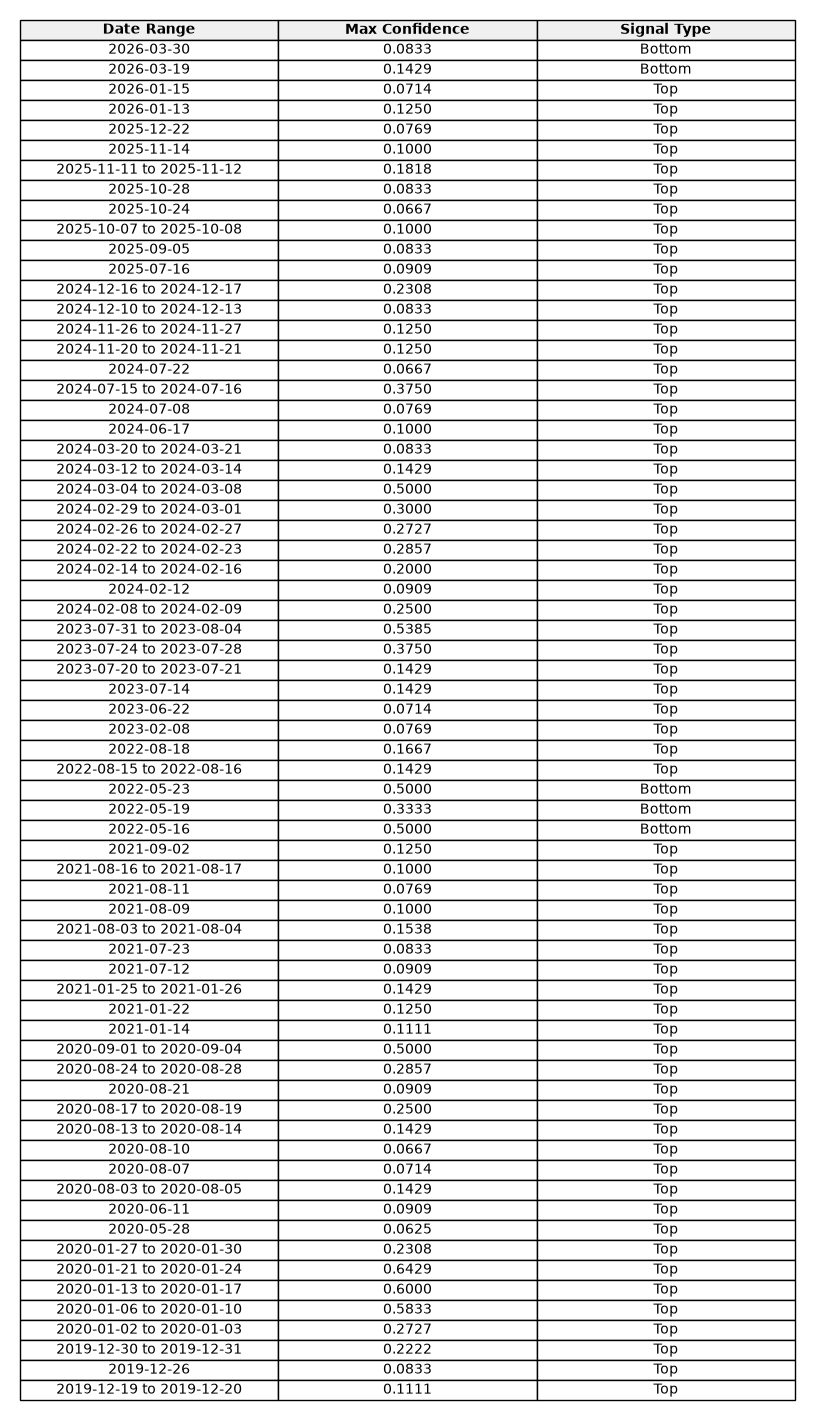 Date Range Max Confidence Signal Type
2026-03-30 0.0833 Bottom
2026-03-19 0.1429 Bottom
2026-01-15 0.0714 Top
2026-01-13 0.1250 Top
2025-12-22 0.0769 Top
2025-11-14 0.1000 Top
2025-11-11 to 2025-11-12 0.1818 Top
2025-10-28 0.0833 Top
2025-10-24 0.0667 Top
2025-10-07 to 2025-10-08 0.1000 Top
2025-09-05 0.0833 Top
2025-07-16 0.0909 Top
2024-12-16 to 2024-12-17 0.2308 Top
2024-12-10 to 2024-12-13 0.0833 Top
2024-11-26 to 2024-11-27 0.1250 Top
2024-11-20 to 2024-11-21 0.1250 Top
2024-07-22 0.0667 Top
2024-07-15 to 2024-07-16 0.3750 Top
2024-07-08 0.0769 Top
2024-06-17 0.1000 Top
2024-03-20 to 2024-03-21 0.0833 Top
2024-03-12 to 2024-03-14 0.1429 Top
2024-03-04 to 2024-03-08 0.5000 Top
2024-02-29 to 2024-03-01 0.3000 Top
2024-02-26 to 2024-02-27 0.2727 Top
2024-02-22 to 2024-02-23 0.2857 Top
2024-02-14 to 2024-02-16 0.2000 Top
2024-02-12 0.0909 Top
2024-02-08 to 2024-02-09 0.2500 Top
2023-07-31 to 2023-08-04 0.5385 Top
2023-07-24 to 2023-07-28 0.3750 Top
2023-07-20 to 2023-07-21 0.1429 Top
2023-07-14 0.1429 Top
2023-06-22 0.0714 Top
2023-02-08 0.0769 Top
2022-08-18 0.1667 Top
2022-08-15 to 2022-08-16 0.1429 Top
2022-05-23 0.5000 Bottom
2022-05-19 0.3333 Bottom
2022-05-16 0.5000 Bottom
2021-09-02 0.1250 Top
2021-08-16 to 2021-08-17 0.1000 Top
2021-08-11 0.0769 Top
2021-08-09 0.1000 Top
2021-08-03 to 2021-08-04 0.1538 Top
2021-07-23 0.0833 Top
2021-07-12 0.0909 Top
2021-01-25 to 2021-01-26 0.1429 Top
2021-01-22 0.1250 Top
2021-01-14 0.1111 Top
2020-09-01 to 2020-09-04 0.5000 Top
2020-08-24 to 2020-08-28 0.2857 Top
2020-08-21 0.0909 Top
2020-08-17 to 2020-08-19 0.2500 Top
2020-08-13 to 2020-08-14 0.1429 Top
2020-08-10 0.0667 Top
2020-08-07 0.0714 Top
2020-08-03 to 2020-08-05 0.1429 Top
2020-06-11 0.0909 Top
2020-05-28 0.0625 Top
2020-01-27 to 2020-01-30 0.2308 Top
2020-01-21 to 2020-01-24 0.6429 Top
2020-01-13 to 2020-01-17 0.6000 Top
2020-01-06 to 2020-01-10 0.5833 Top
2020-01-02 to 2020-01-03 0.2727 Top
2019-12-30 to 2019-12-31 0.2222 Top
2019-12-26 0.0833 Top
2019-12-19 to 2019-12-20 0.1111 Top